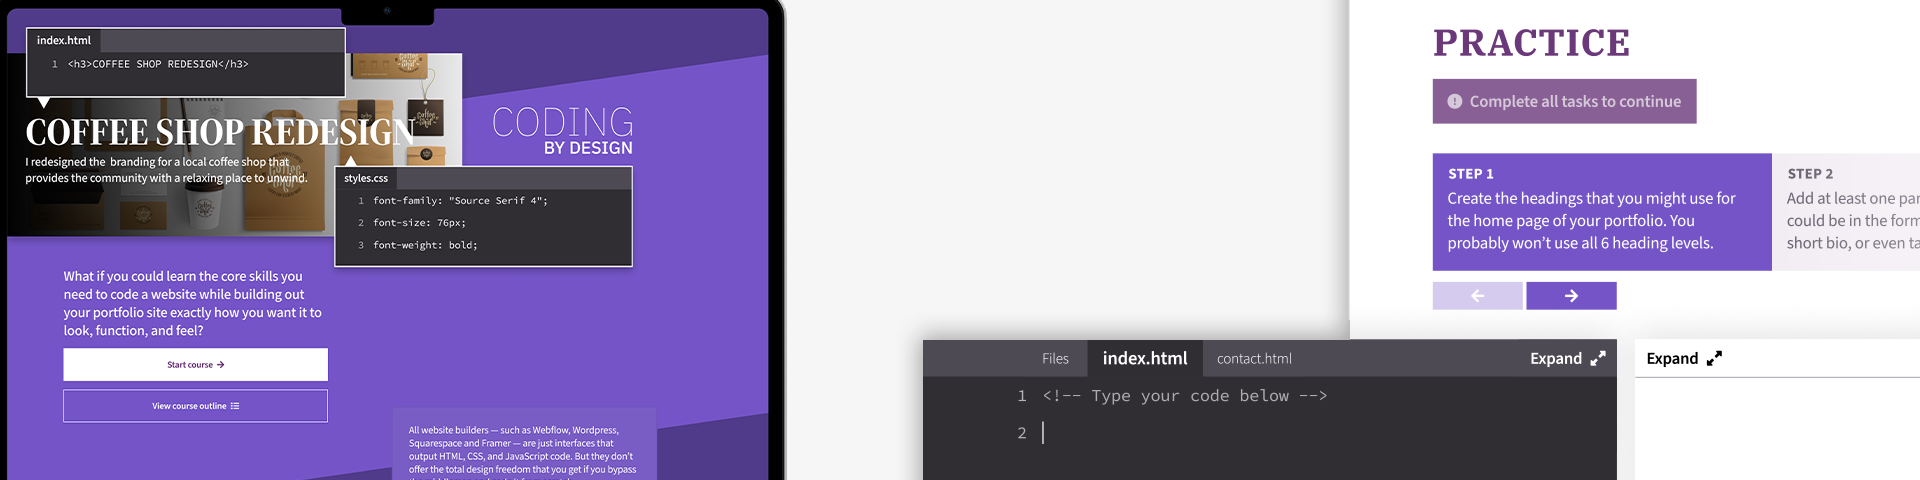 index.html
1 <h3>COFFEE SHOP REDESIGN</h3>
COFFEE SHOP REDESIGN
I redesigned the branding for a local coffee shop that
provides the community with a relaxing place to unwind.
CODING
BY DESIGN
styles.css
1 font-family: "Source Serif 4";
2 font-size: 76px;
3 font-weight: bold;
What if you could learn the core skills you
need to code a website while building out
your portfolio site exactly how you want it to
look, function, and feel?
Start course
View course outline
All website builders — such as Webflow, Wordpress,
Squarespace and Framer — are just interfaces that
output HTML, CSS, and JavaScript code. But they don't
offer the total design freedom that you get if you bypass
PRACTICE
Complete all tasks to continue
STEP 1
Create the headings that you might use for
the home page of your portfolio. You
probably won't use all 6 heading levels.
STEP 2
Add at least one
could be in the
short bio, or even
Files index.html contact.html Expand
1 <!-- Type your code below -->
2
Expand